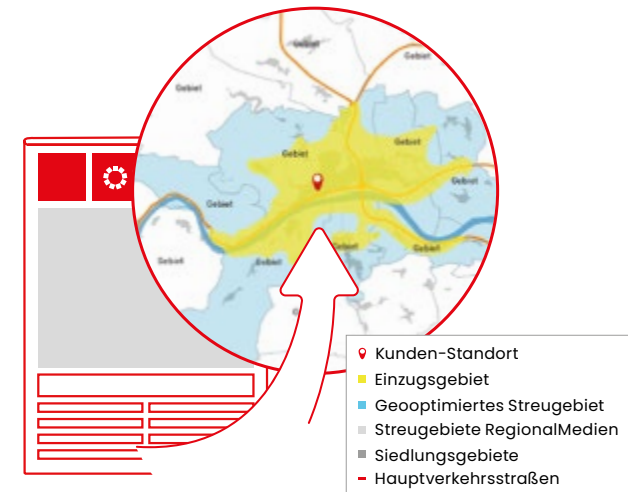 Gebiet
Gebiet
Gebiet
Gebiet
Gebiet
Gebiet
Gebiet
Gebiet
Gebiet
Gebiet
Gebiet
Kunden-Standort
Einzugsgebiet
Geooptimiertes Streugebiet
Streugebiete RegionalMedien
Siedlungsgebiete
Hauptverkehrsstraßen